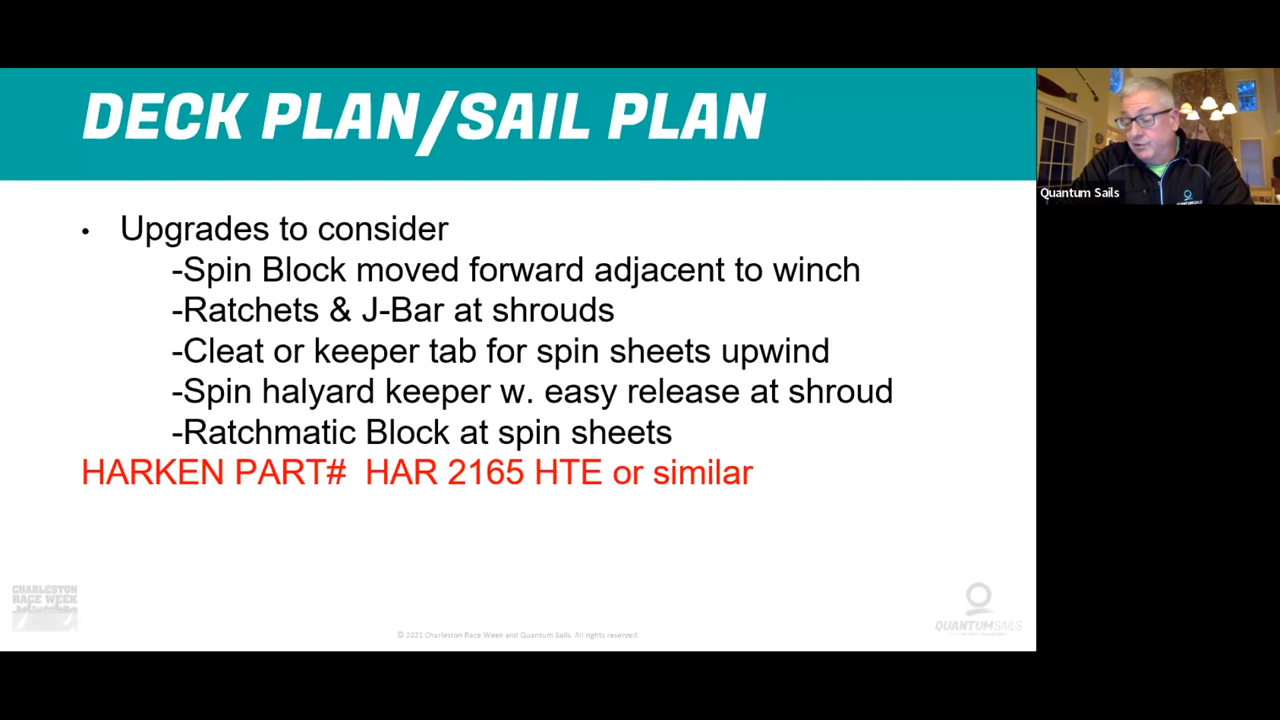 DECK PLAN/SAIL PLAN
Quantum Sails
• Upgrades to consider
-Spin Block moved forward adjacent to winch
-Ratchets & J-Bar at shrouds
-Cleat or keeper tab for spin sheets upwind
-Spin halyard keeper w. easy release at shroud
-Ratchmatic Block at spin sheets
HARKEN PART# HAR 2165 HTE or similar
CHARLESTON
RACE WEEK
QUANTUMSAILS
© 2021 Charleston Race Week and Quantum Sails. All rights reserved.